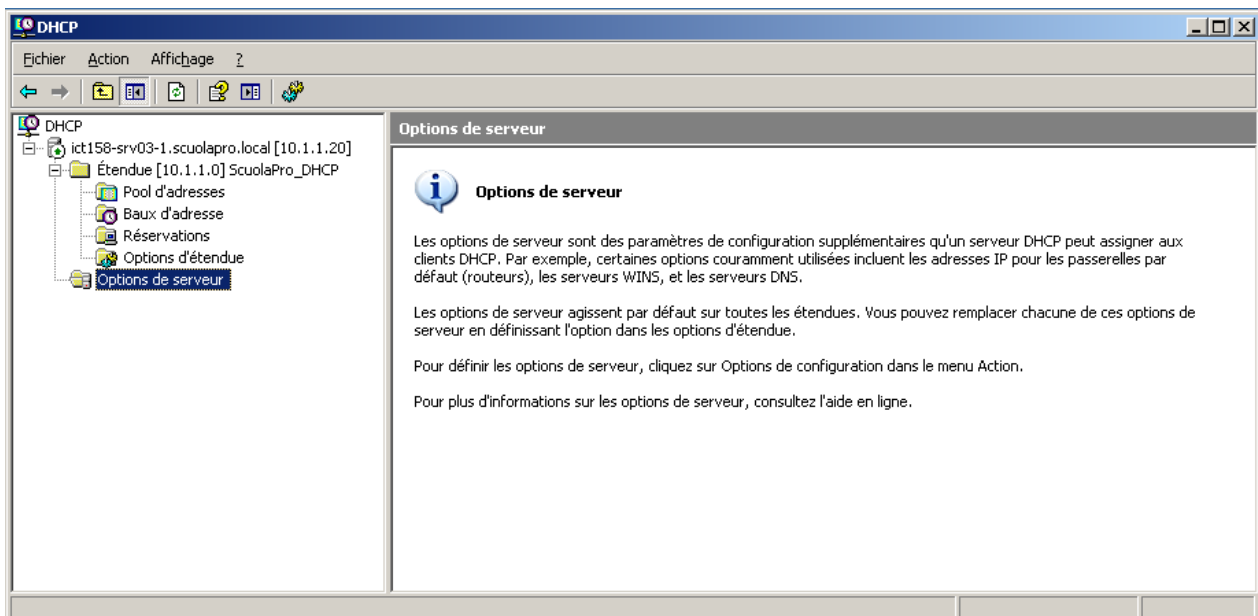 DHCP
Fichier Action Affichage ?
DHCP
ict158-srv03-1.scuolapro.local [10.1.1.20]
Étendue [10.1.1.0] ScuolaPro_DHCP
Pool d'adresses
Baux d'adresse
Réservations
Options d'étendue
Options de serveur
Options de serveur
Options de serveur
Les options de serveur sont des paramètres de configuration supplémentaires qu'un serveur DHCP peut assigner aux
clients DHCP. Par exemple, certaines options couramment utilisées incluent les adresses IP pour les passerelles par
défaut (routeurs), les serveurs WINS, et les serveurs DNS.
Les options de serveur agissent par défaut sur toutes les étendues. Vous pouvez remplacer chacune de ces options de
serveur en définissant l'option dans les options d'étendue.
Pour définir les options de serveur, cliquez sur Options de configuration dans le menu Action.
Pour plus d'informations sur les options de serveur, consultez l'aide en ligne.